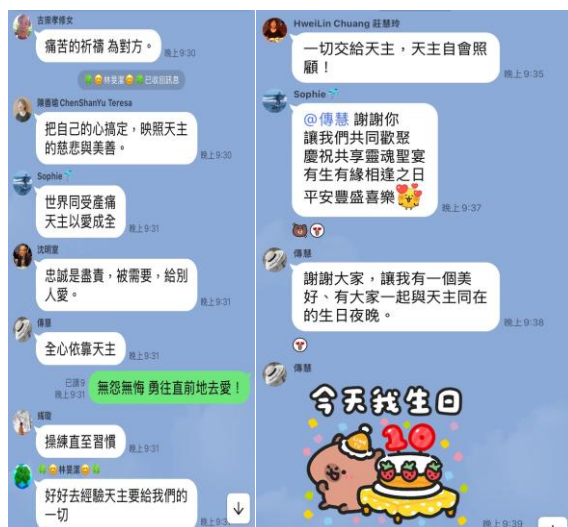 古喬孝修女
痛苦的祈禱 為對方。
晚上9:30
林旻潔 已收回訊息
陳善瑜 ChenShanYu Teresa
把自己的心搞定，映照天主
的慈悲與美善。
晚上9:30
Sophie
世界同受產痛
天主以愛成全
晚上9:31
沈明室
忠誠是盡責，被需要，給別
人愛。
晚上9:31
傳慧
全心依靠天主
晚上9:31
已讀9
晚上9:31
無怨無悔 勇往直前地去愛！
操練直至習慣
晚上9:31
林旻潔
好好去經驗天主要給我們的
一切
HweiLin Chuang 莊慧玲
一切交給天主，天主自會照
顧！
晚上9:35
Sophie
@傳慧 謝謝你
讓我們共同歡聚
慶祝共享靈魂聖宴
有生有緣相逢之日
平安豐盛喜樂
晚上9:37
傳慧
謝謝大家，讓我有一個美
好、有大家一起與天主同在
的生日夜晚。
晚上9:38
傳慧
今天我生日
10
晚上9:39